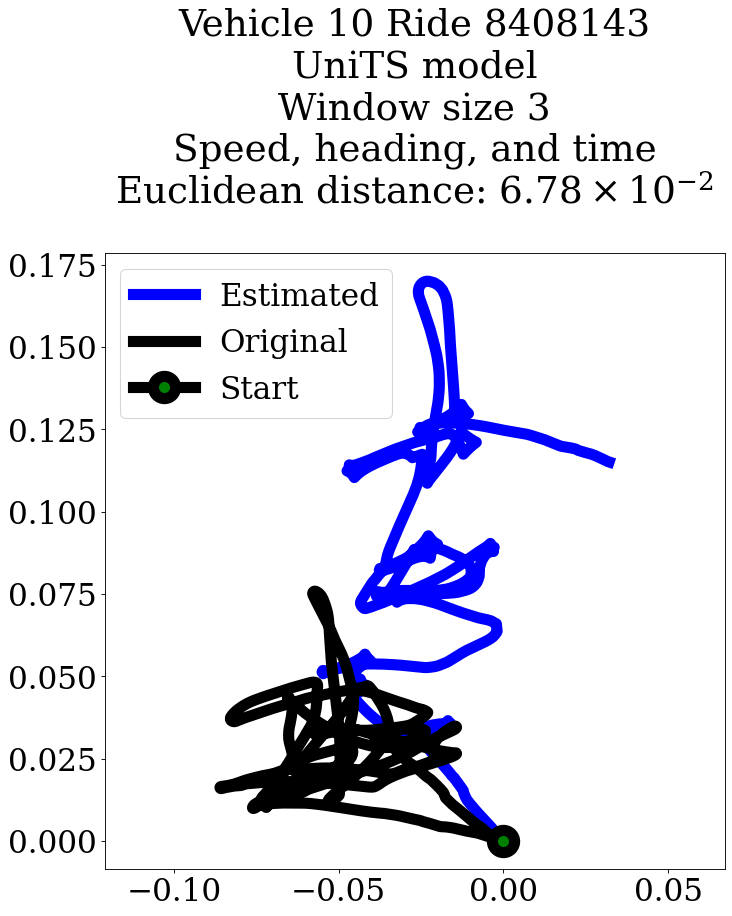 Vehicle 10 Ride 8408143
UniTS model
Window size 3
Speed, heading, and time
Euclidean distance: 6.78 × 10⁻²
0.175
0.150
0.125
0.100
0.075
0.050
0.025
0.000
Estimated
Original
Start
−0.10
−0.05
0.00
0.05